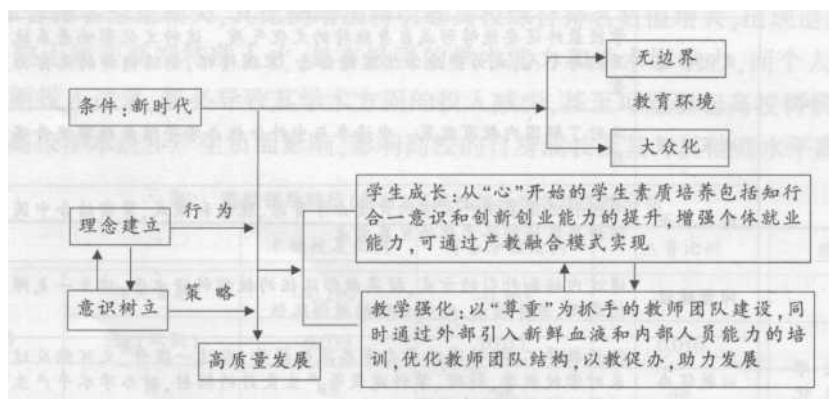 无边界
条件：新时代
教育环境
大众化
学生成长：从“心”开始的学生素质培养包括知行
合一意识和创新创业能力的提升，增强个体就业
能力，可通过产教融合模式实现
理念建立
行为
意识树立
策略
教学强化：以“尊重”为抓手的教师团队建设，同
时通过外部引入新鲜血液和内部人员能力的培
训，优化教师团队结构，以教促办，助力发展
高质量发展